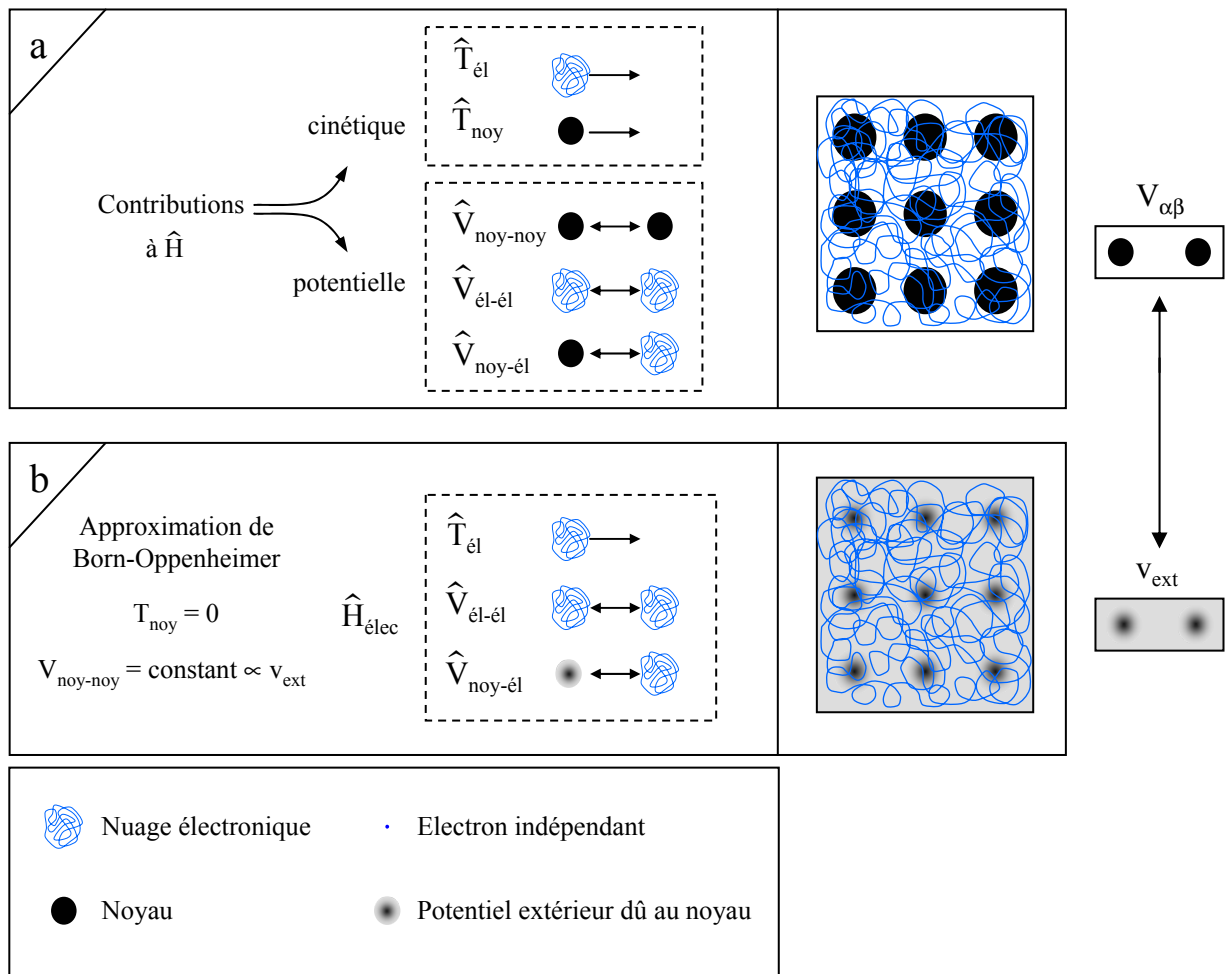 a
T̂él
cinétique
T̂noy
Contributions
à Ĥ
potentielle
V̂noy-noy
V̂él-él
V̂noy-él
Vαβ
b
Approximation de
Born-Oppenheimer
Tnoy = 0
Vnoy-noy = constant ∝ vext
Ĥélec
T̂él
V̂él-él
V̂noy-él
vext
Nuage électronique
Electron indépendant
Noyau
Potentiel extérieur dû au noyau